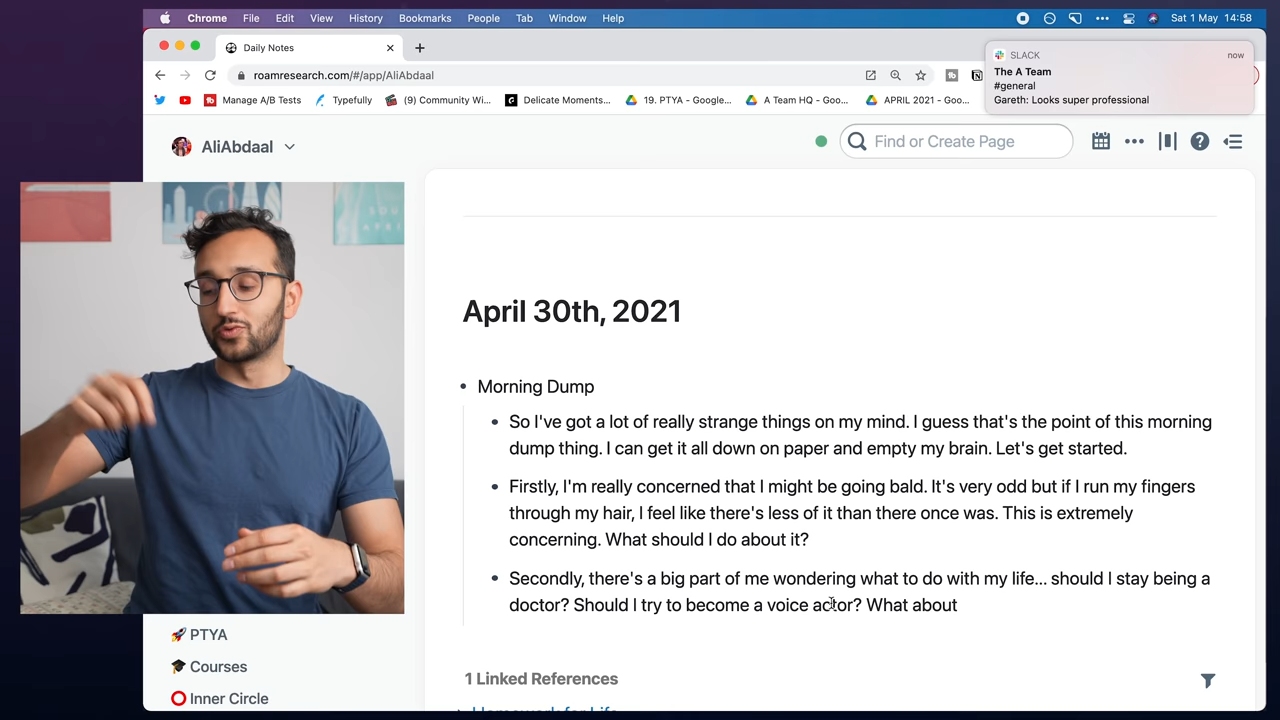 Chrome File Edit View History Bookmarks People Tab Window Help
Sat 1 May 14:58
Daily Notes
SLACK
now
The A Team
#general
Gareth: Looks super professional
roamresearch.com/#/app/AliAbdaal
Manage A/B Tests Typefully (9) Community Wi... Delicate Moments... 19. PTYA - Google... A Team HQ - Goo... APRIL 2021 - Goo...
AliAbdaal
Find or Create Page
April 30th, 2021
Morning Dump
So I've got a lot of really strange things on my mind. I guess that's the point of this morning
dump thing. I can get it all down on paper and empty my brain. Let's get started.
Firstly, I'm really concerned that I might be going bald. It's very odd but if I run my fingers
through my hair, I feel like there's less of it than there once was. This is extremely
concerning. What should I do about it?
Secondly, there's a big part of me wondering what to do with my life... should I stay being a
doctor? Should I try to become a voice actor? What about
PTYA
Courses
Inner Circle
1 Linked References